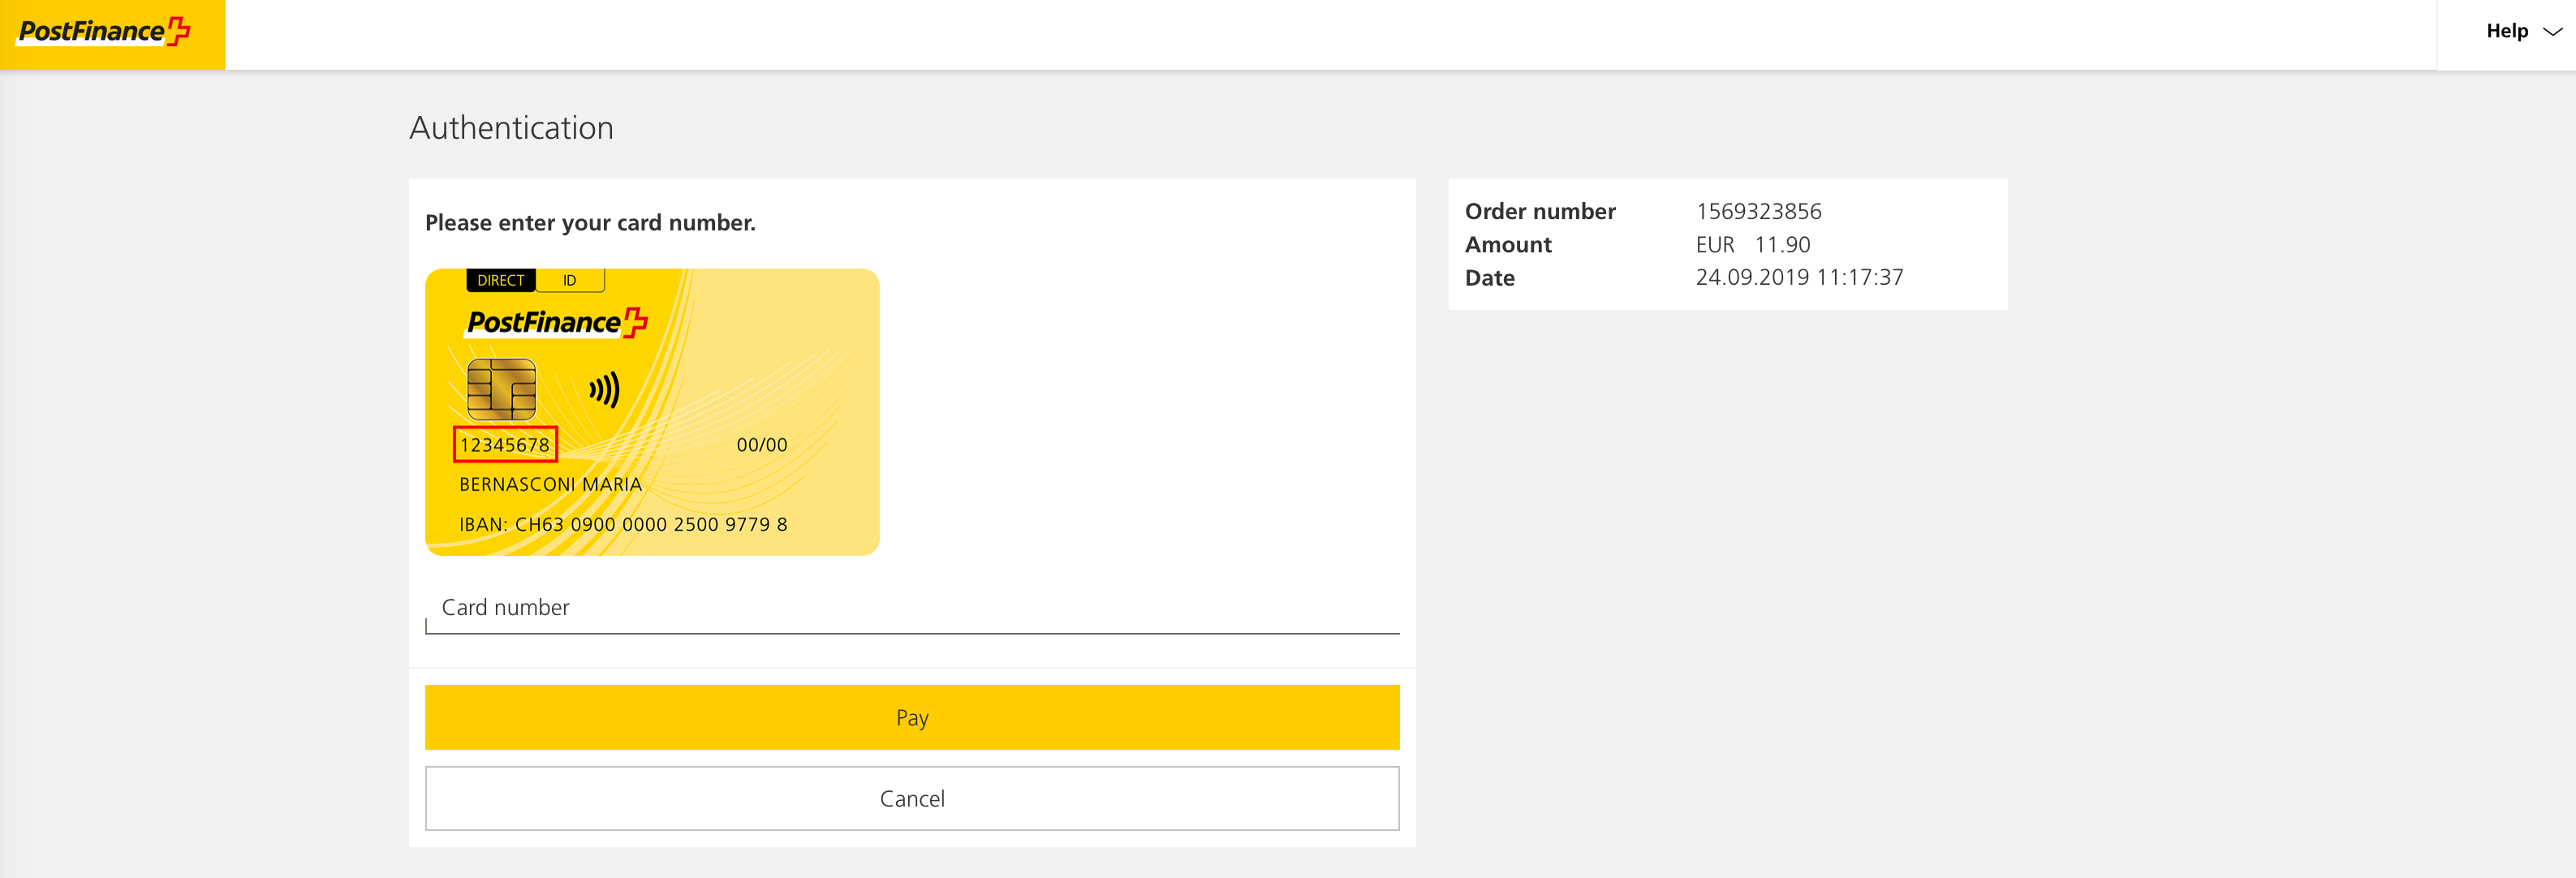 PostFinance
Help
Authentication
Please enter your card number.
DIRECT ID
PostFinance
12345678 00/00
BERNASCONI MARIA
IBAN: CH63 0900 0000 2500 9779 8
Card number
Pay
Cancel
Order number 1569323856
Amount EUR 11.90
Date 24.09.2019 11:17:37